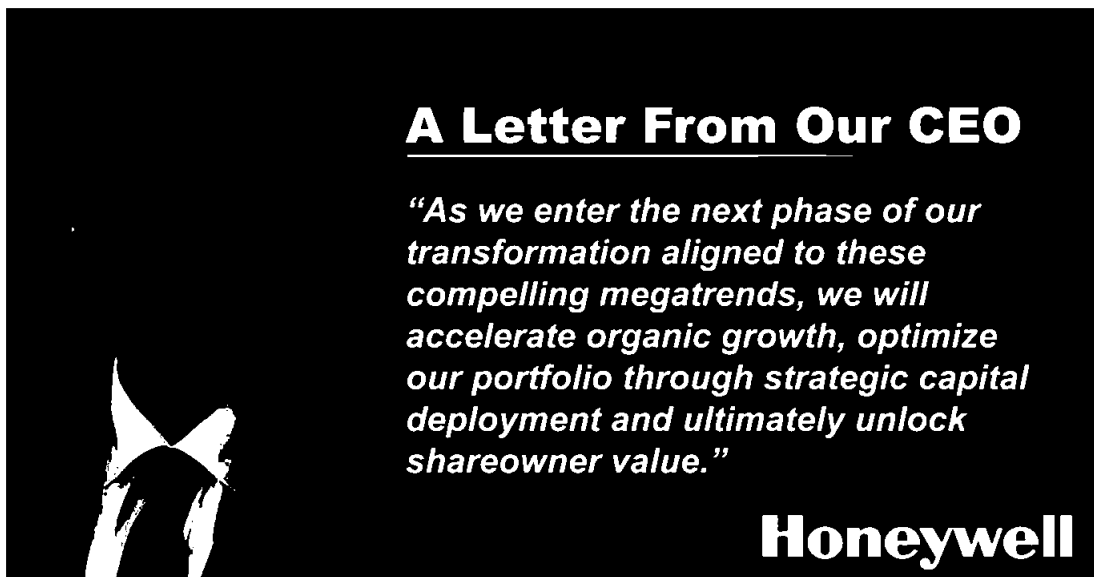 A Letter From Our CEO
“As we enter the next phase of our
transformation aligned to these
compelling megatrends, we will
accelerate organic growth, optimize
our portfolio through strategic capital
deployment and ultimately unlock
shareowner value.”
Honeywell